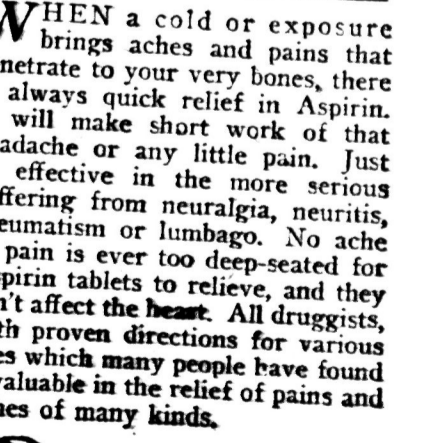 WHEN a cold or exposure
brings aches and pains that
netrate to your very bones, there
always quick relief in Aspirin.
will make short work of that
adache or any little pain. Just
effective in the more serious
ffering from neuralgia, neuritis,
eumatism or lumbago. No ache
pain is ever too deep-seated for
pirin tablets to relieve, and they
n't affect the heart. All druggists,
th proven directions for various
es which many people have found
valuable in the relief of pains and
hes of many kinds.